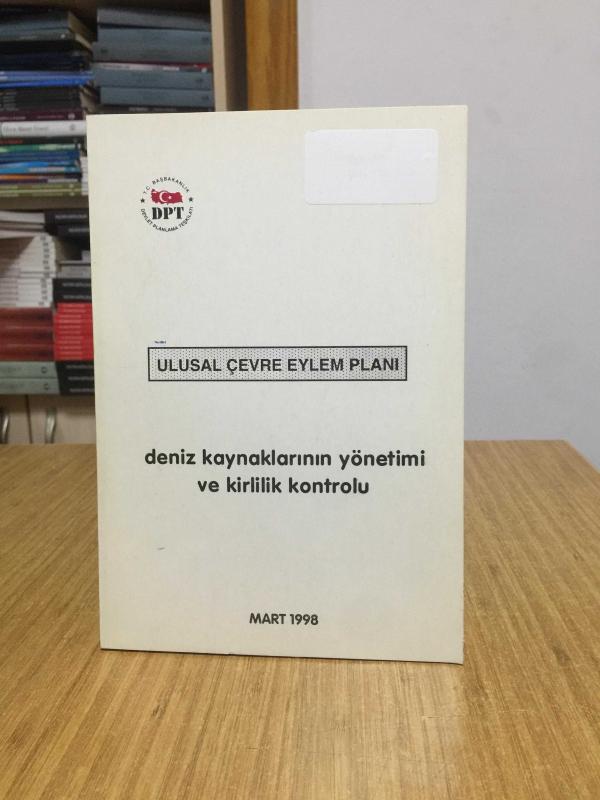 T.C. BAŞBAKANLIK
DPT
DEVLET PLANLAMA TEŞKİLATI
ULUSAL ÇEVRE EYLEM PLANI
deniz kaynaklarının yönetimi
ve kirlilik kontrolu
MART 1998